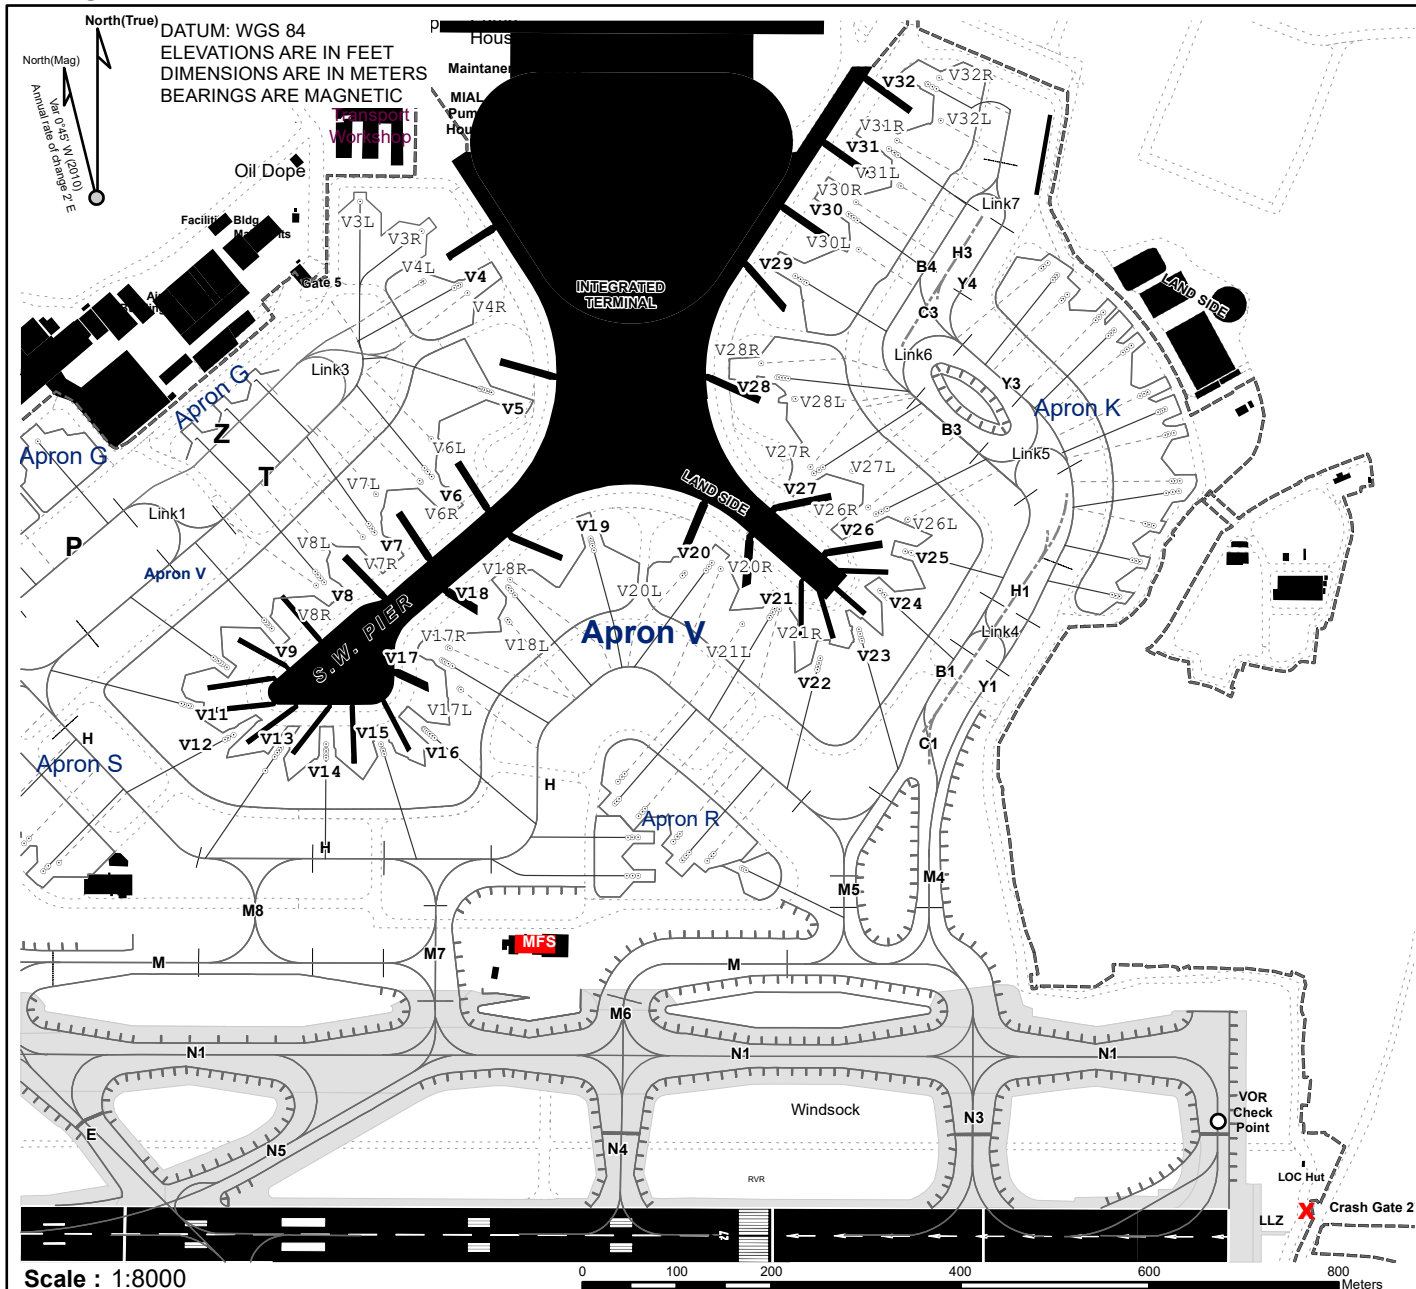 North(True)
DATUM: WGS 84
ELEVATIONS ARE IN FEET
DIMENSIONS ARE IN METERS
BEARINGS ARE MAGNETIC
North(Mag)
Var 0°45' W (2010)
Annual rate of change 2' E
Maintaner
MIAL
Transport
Workshop
Oil Dope
Gate 5
V3L
V3R
V4L
V4
V4R
INTEGRATED
TERMINAL
V32
V32R
V32L
V31R
V31
V31L
V30R
V30
V30L
V29
Link7
H3
B4
Y4
C3
LAND SIDE
Link6
Link3
V28R
V28
V28L
Y3
Apron K
B3
Link5
Apron G
Apron G
Z
T
P
V5
V6L
V6
V6R
V7L
V7
V7R
Link1
Apron V
V8L
V8
V8R
V9
V27R
V27L
V27
LAND SIDE
V26R
V26
V26L
V25
V19
V20
V20R
V20L
V18R
V18
V18L
V21
V21R
V21L
V24
V23
V22
H1
Link4
B1
Y1
C1
S.W. PIER
Apron V
V17R
V17
V17L
V11
V12
V13
V14
V15
V16
H
Apron S
H
H
Apron R
M5
M4
M8
M7
MFS
M
M
M6
N1
N1
N1
Windsock
VOR
Check
Point
E
N5
N4
N3
RVR
LOC Hut
X
Crash Gate 2
LLZ
27
Scale : 1:8000
0 100 200 400 600 800
Meters